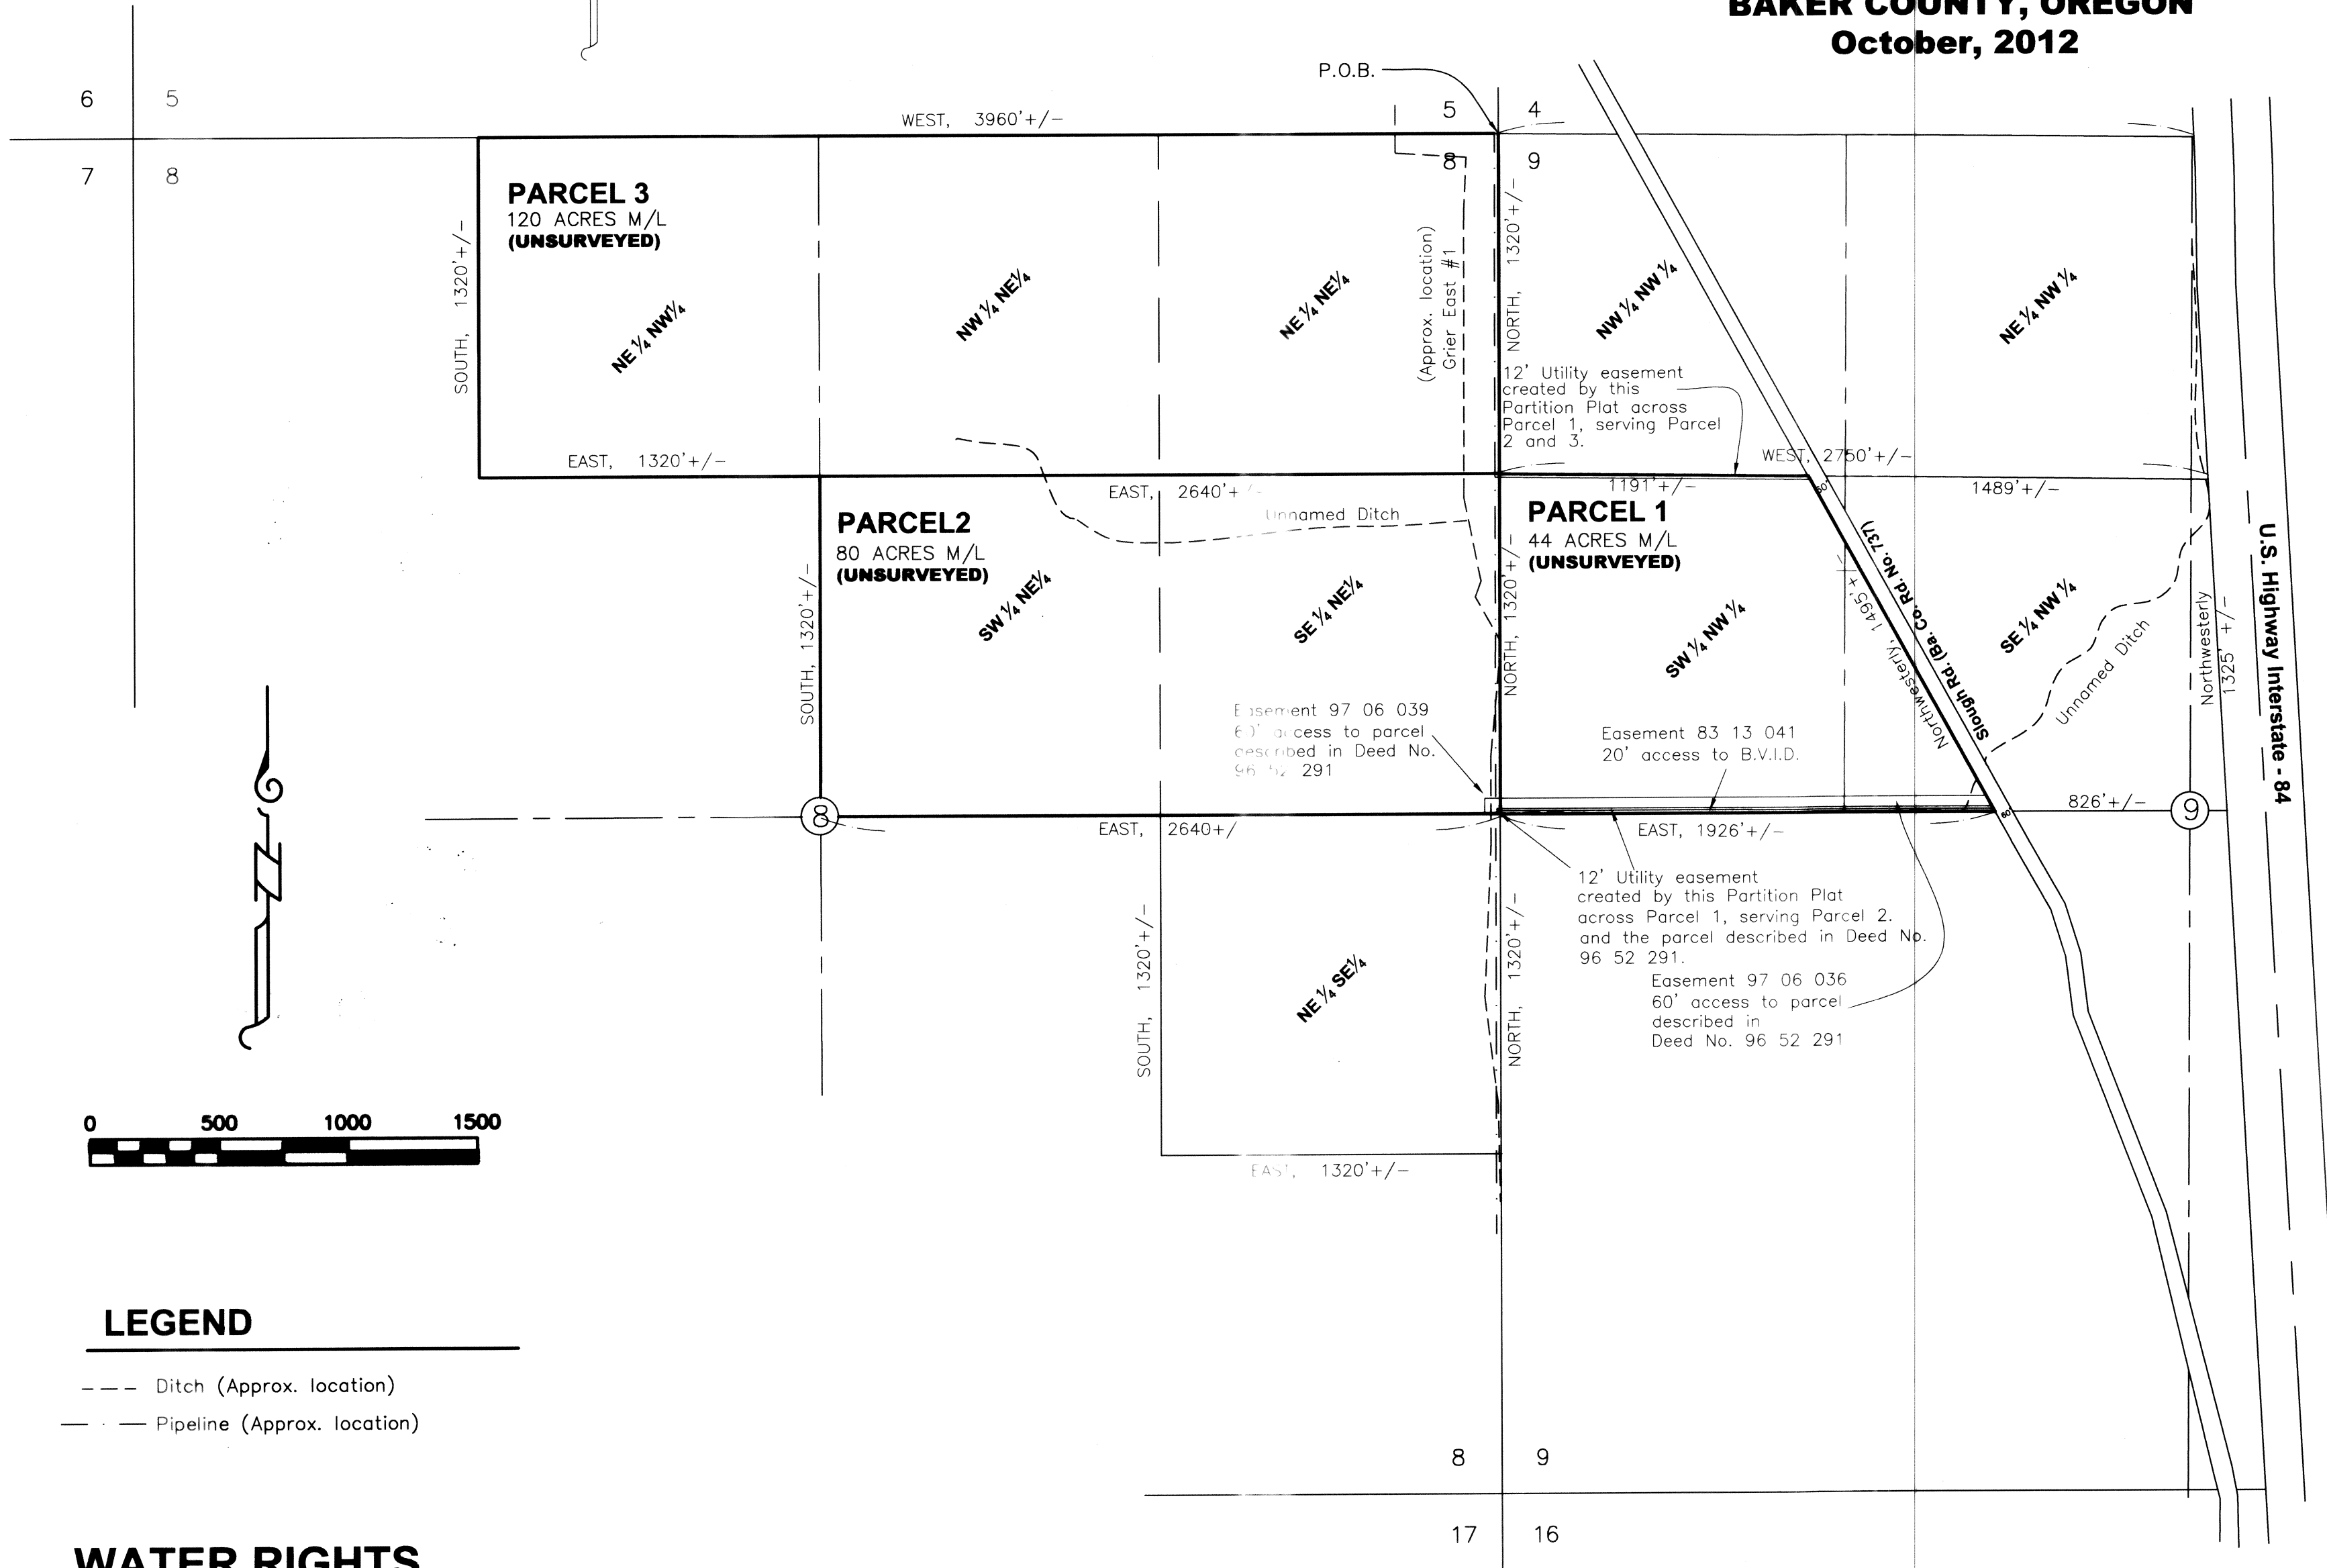 BAKER COUNTY, OREGON
October, 2012
P.O.B.
6 5
7 8
5 4
8 9
WEST, 3960'+/-
PARCEL 3
120 ACRES M/L
(UNSURVEYED)
SOUTH, 1320'+/-
NE ¼ NW¼
NW ¼ NE¼
NE ¼ NE¼
(Approx. location)
Grier East #1
NORTH, 1320'+/-
NW ¼ NW ¼
NE ¼ NW ¼
12' Utility easement
created by this
Partition Plat across
Parcel 1, serving Parcel
2 and 3.
EAST, 1320'+/-
WEST, 2750'+/-
EAST, 2640'+/-
1191'+/-
60'
1489'+/-
PARCEL2
80 ACRES M/L
(UNSURVEYED)
Unnamed Ditch
PARCEL 1
44 ACRES M/L
(UNSURVEYED)
SOUTH, 1320'+/-
SW ¼ NE¼
SE ¼ NE¼
NORTH, 1320'+/-
SW ¼ NW ¼
Slough Rd. (Ba. Co. Rd. No. 737)
Northwesterly, 1495'+/-
SE ¼ NW ¼
Unnamed Ditch
Northwesterly
1325' +/-
U.S. Highway Interstate - 84
Easement 97 06 039
60' access to parcel
described in Deed No.
96 52 291
Easement 83 13 041
20' access to B.V.I.D.
8
EAST, 2640+/
EAST, 1926'+/-
60
826'+/-
9
12' Utility easement
created by this Partition Plat
across Parcel 1, serving Parcel 2.
and the parcel described in Deed No.
96 52 291.
Easement 97 06 036
60' access to parcel
described in
Deed No. 96 52 291
SOUTH, 1320'+/-
NE ¼ SE¼
NORTH, 1320'+/-
EAST, 1320'+/-
N
0 500 1000 1500
LEGEND
Ditch (Approx. location)
Pipeline (Approx. location)
8 9
17 16
WATER RIGHTS